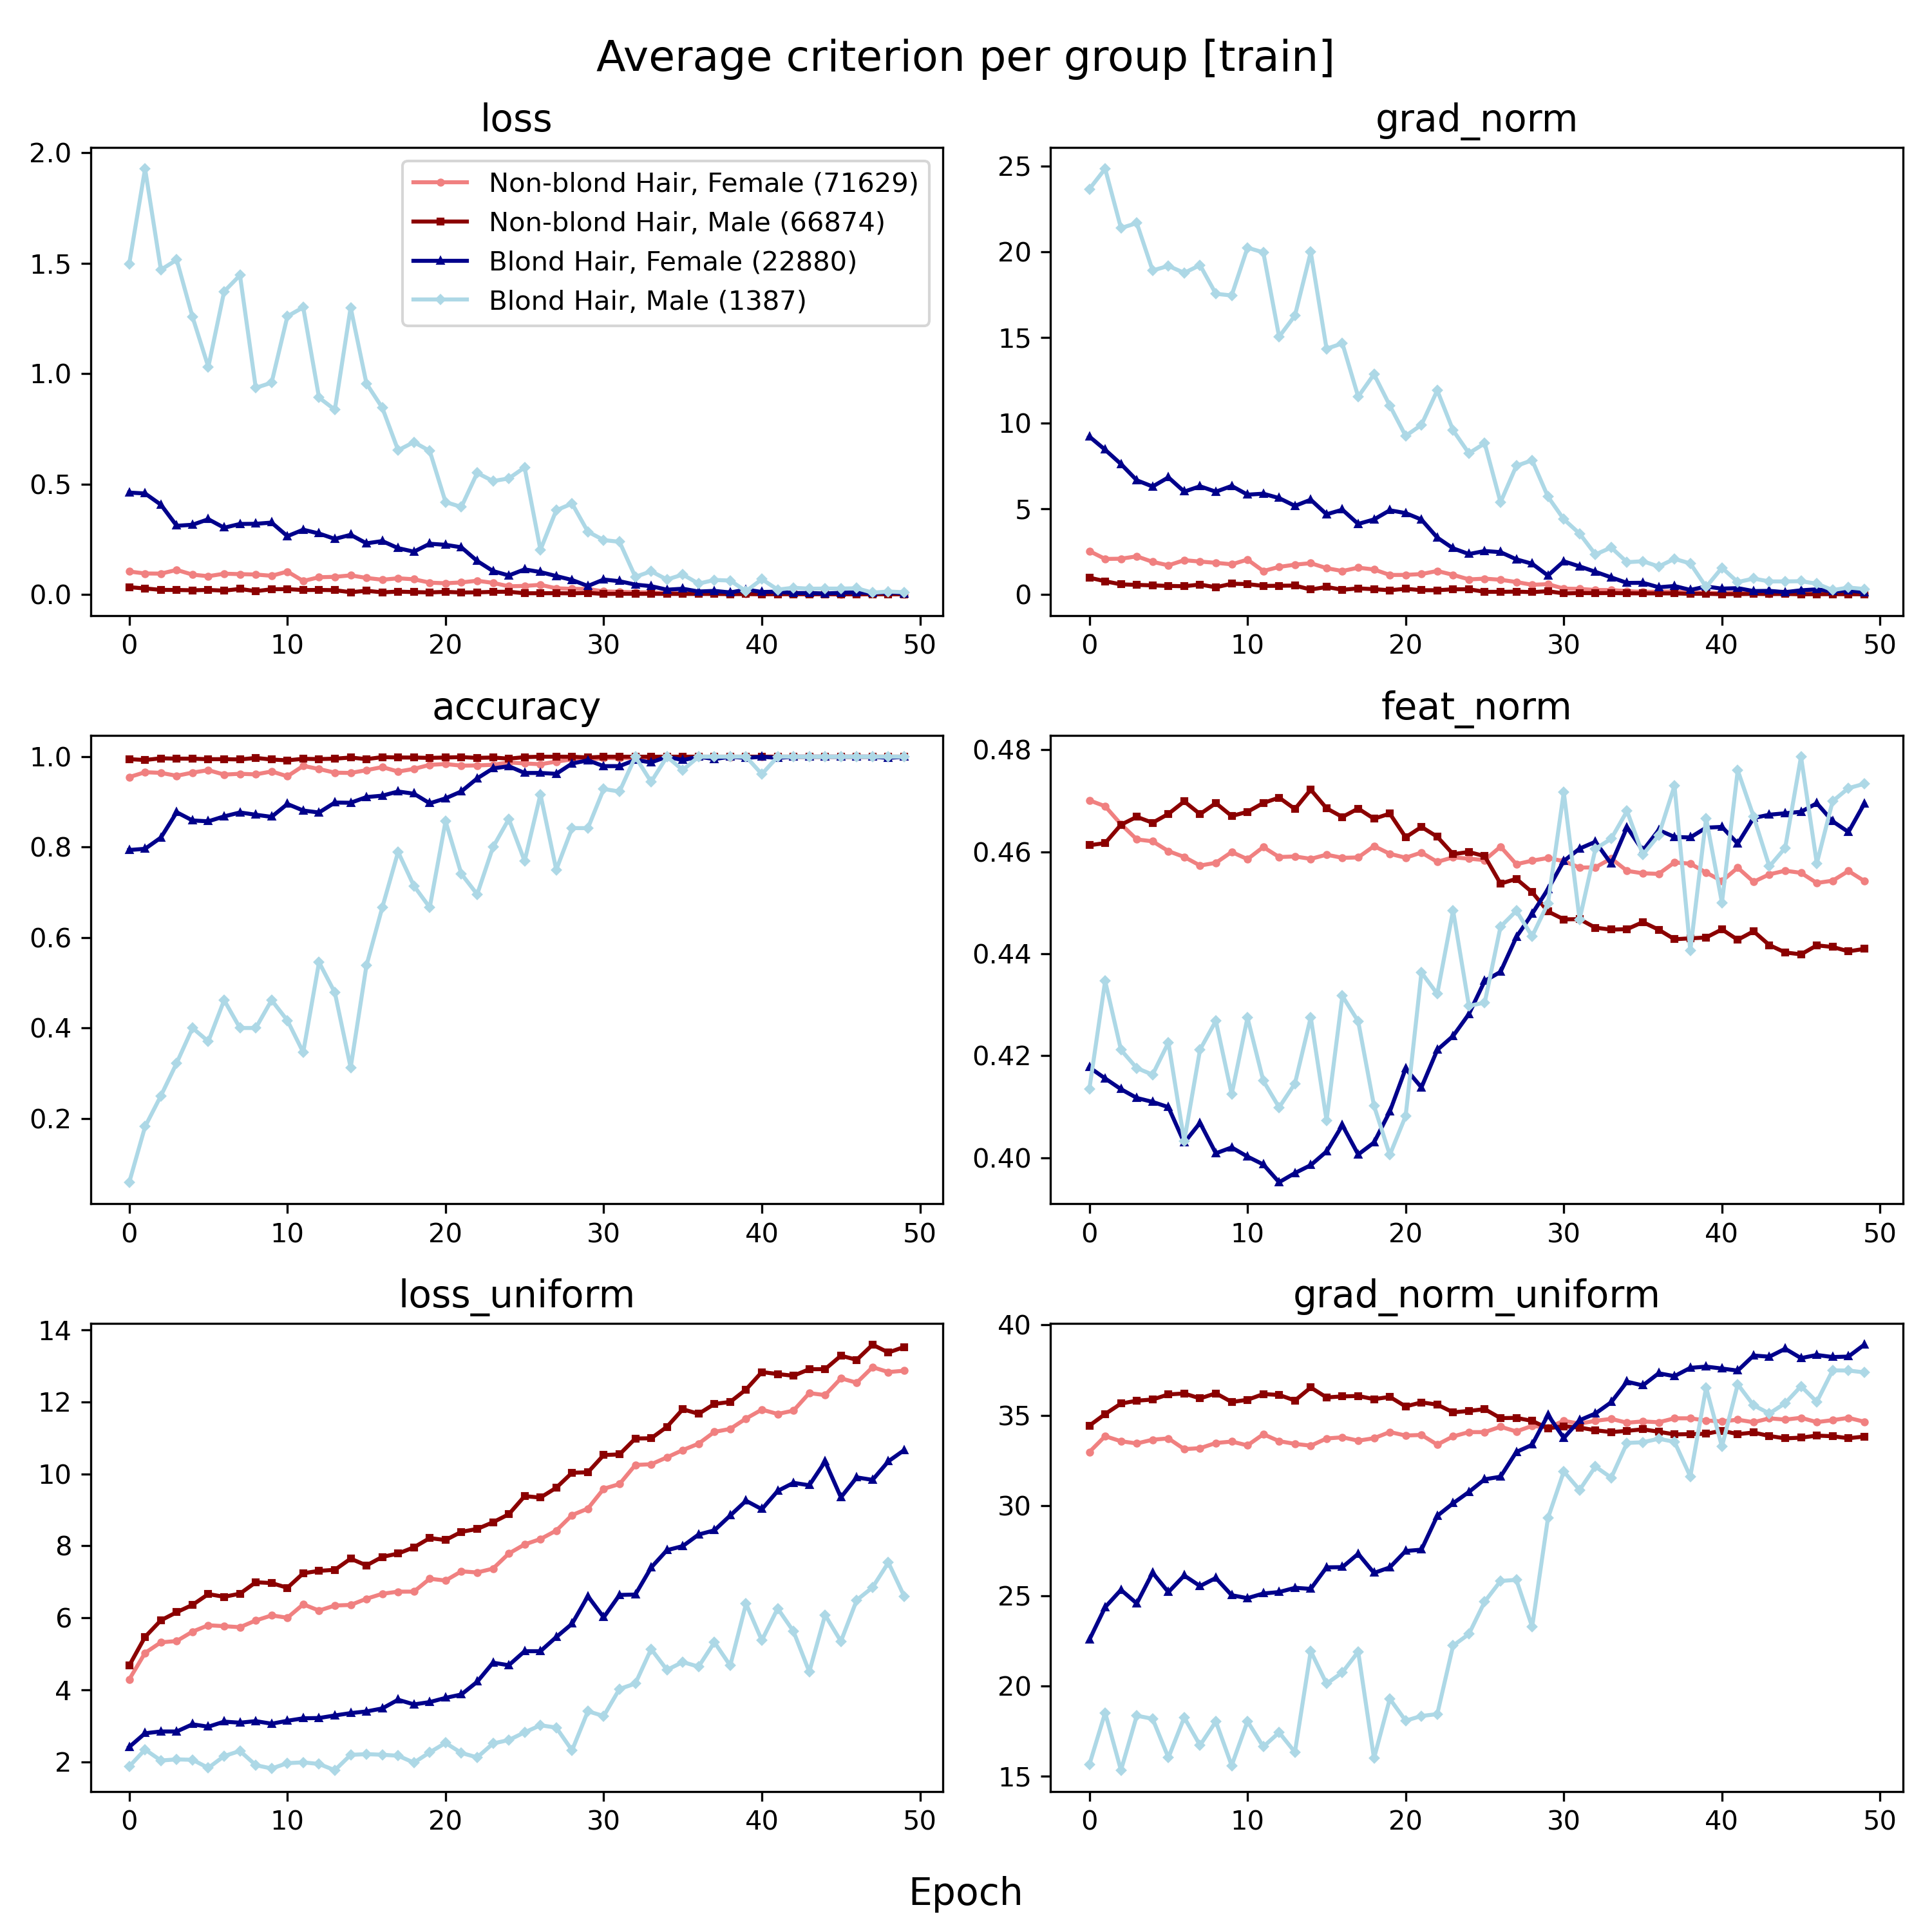 Average criterion per group [train]
loss
2.0
1.5
1.0
0.5
0.0
0 10 20 30 40 50
Non-blond Hair, Female (71629)
Non-blond Hair, Male (66874)
Blond Hair, Female (22880)
Blond Hair, Male (1387)
grad_norm
25
20
15
10
5
0
0 10 20 30 40 50
accuracy
1.0
0.8
0.6
0.4
0.2
0 10 20 30 40 50
feat_norm
0.48
0.46
0.44
0.42
0.40
0 10 20 30 40 50
loss_uniform
14
12
10
8
6
4
2
0 10 20 30 40 50
grad_norm_uniform
40
35
30
25
20
15
0 10 20 30 40 50
Epoch